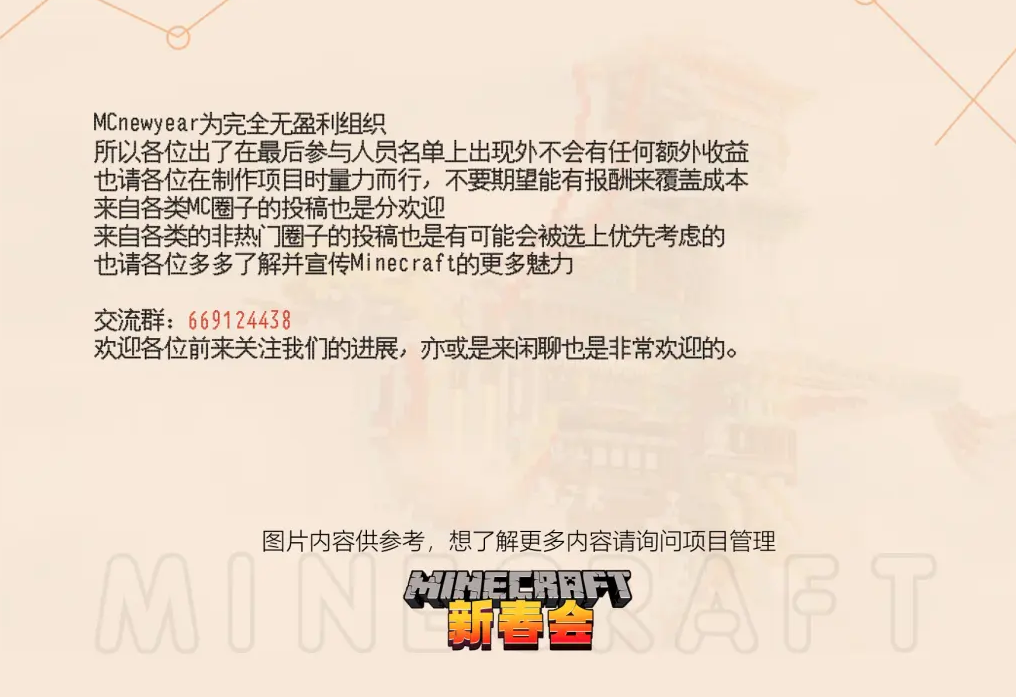 MCnewyear为完全无盈利组织
所以各位出了在最后参与人员名单上出现外不会有任何额外收益
也请各位在制作项目时量力而行，不要期望能有报酬来覆盖成本
来自各类MC圈子的投稿也是分欢迎
来自各类的非热门圈子的投稿也是有可能会被选上优先考虑的
也请各位多多了解并宣传Minecraft的更多魅力
交流群：669124438
欢迎各位前来关注我们的进展，亦或是来闲聊也是非常欢迎的。
图片内容供参考，想了解更多内容请询问项目管理
MINECRAFT
MINECRAFT
新春会